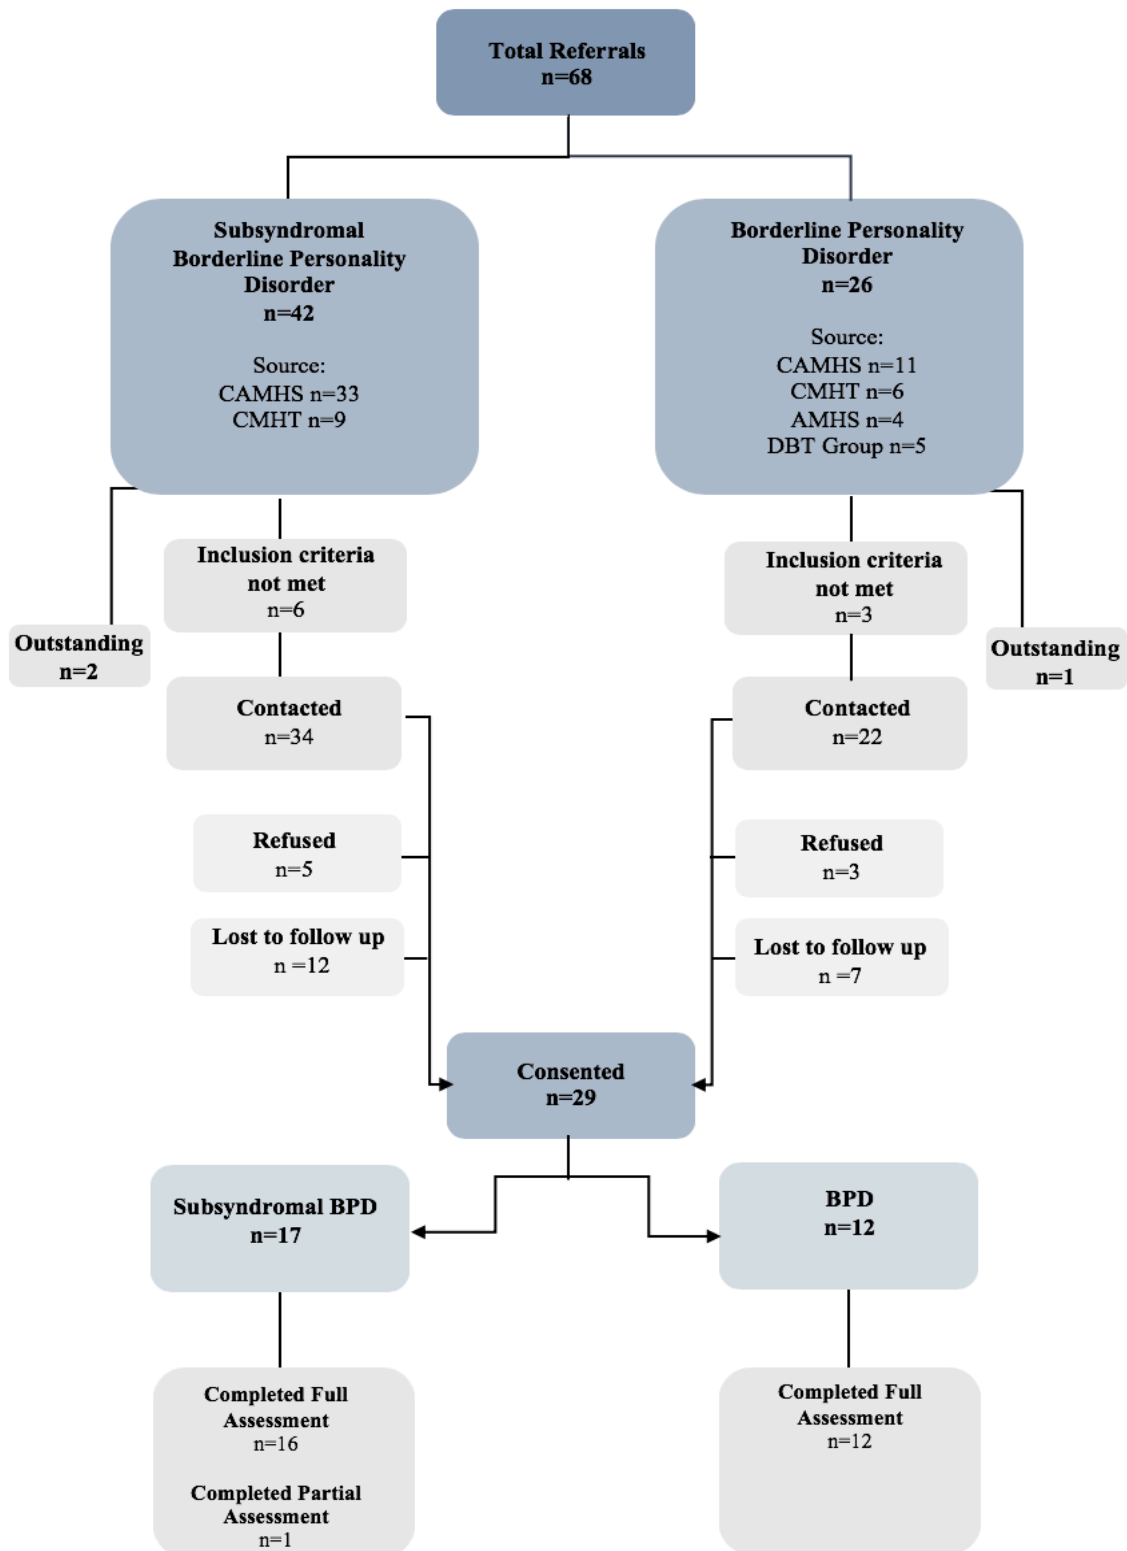 Total Referrals
n=68
Subsyndromal
Borderline Personality
Disorder
n=42
Source:
CAMHS n=33
CMHT n=9
Borderline Personality
Disorder
n=26
Source:
CAMHS n=11
CMHT n=6
AMHS n=4
DBT Group n=5
Outstanding
n=2
Inclusion criteria
not met
n=6
Inclusion criteria
not met
n=3
Outstanding
n=1
Contacted
n=34
Contacted
n=22
Refused
n=5
Refused
n=3
Lost to follow up
n =12
Lost to follow up
n =7
Consented
n=29
Subsyndromal BPD
n=17
BPD
n=12
Completed Full
Assessment
n=16
Completed Partial
Assessment
n=1
Completed Full
Assessment
n=12